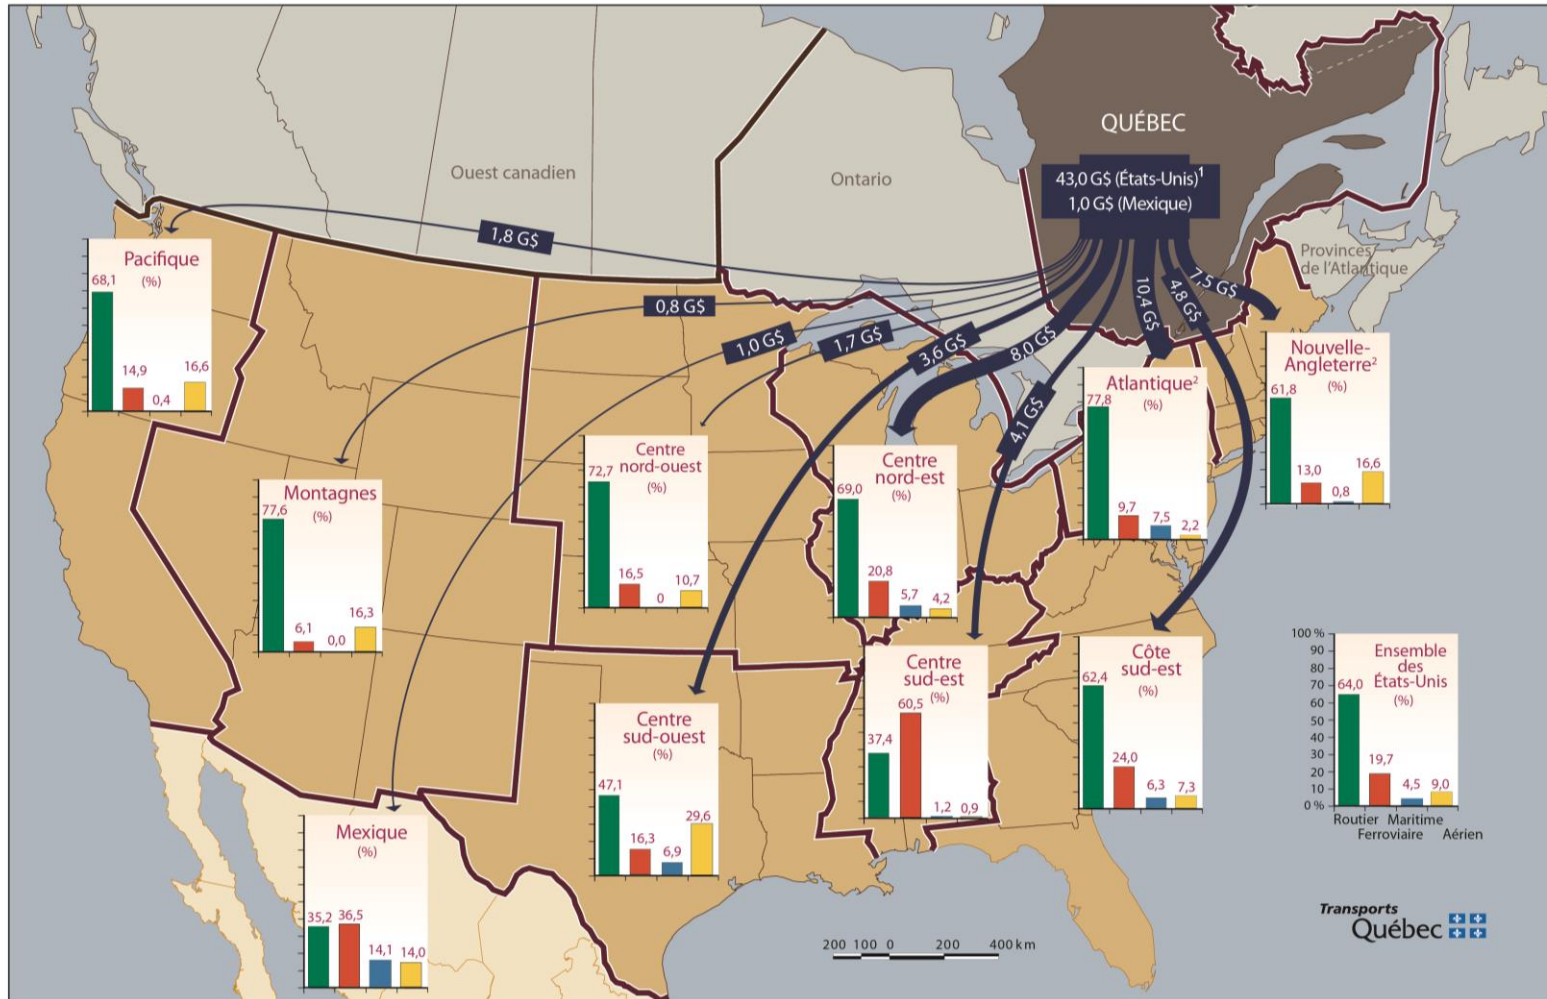 QUÉBEC
43,0 G$ (États-Unis)¹
1,0 G$ (Mexique)
Ouest canadien
Ontario
Provinces
de l'Atlantique
1,8 G$
0,8 G$
1,0 G$
1,7 G$
3,6 G$
8,0 G$
4,1 G$
10,4 G$
4,8 G$
7,5 G$
Pacifique
(%)
68,1
14,9
0,4
16,6
Montagnes
(%)
77,6
6,1
0,0
16,3
Centre
nord-ouest
(%)
72,7
16,5
0
10,7
Centre
nord-est
(%)
69,0
20,8
5,7
4,2
Atlantique²
(%)
77,8
9,7
7,5
2,2
Nouvelle-
Angleterre²
(%)
61,8
13,0
0,8
16,6
Mexique
(%)
35,2
36,5
14,1
14,0
Centre
sud-ouest
(%)
47,1
16,3
6,9
29,6
Centre
sud-est
(%)
37,4
60,5
1,2
0,9
Côte
sud-est
(%)
62,4
24,0
6,3
7,3
Ensemble
des
États-Unis
(%)
100 %
90
80
70
60
50
40
30
20
10
0 %
64,0
19,7
4,5
9,0
Routier Maritime
Ferroviaire Aérien
200 100 0 200 400 km
Transports
Québec